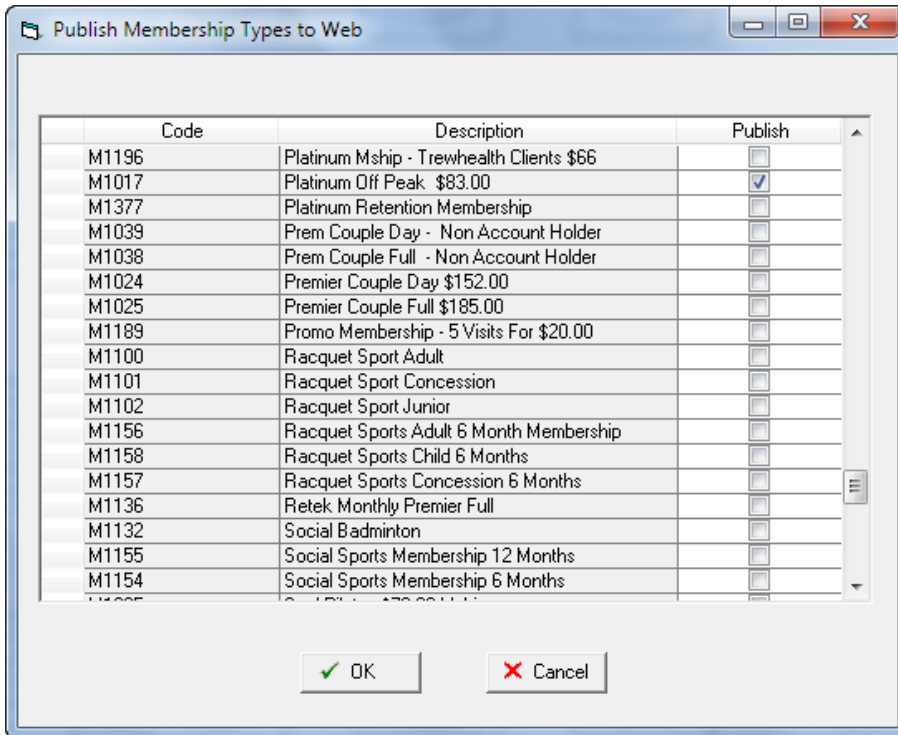 Publish Membership Types to Web
Code Description Publish
M1196 Platinum Mship - Trewhealth Clients $66
M1017 Platinum Off Peak $83.00
M1377 Platinum Retention Membership
M1039 Prem Couple Day - Non Account Holder
M1038 Prem Couple Full - Non Account Holder
M1024 Premier Couple Day $152.00
M1025 Premier Couple Full $185.00
M1189 Promo Membership - 5 Visits For $20.00
M1100 Racquet Sport Adult
M1101 Racquet Sport Concession
M1102 Racquet Sport Junior
M1156 Racquet Sports Adult 6 Month Membership
M1158 Racquet Sports Child 6 Months
M1157 Racquet Sports Concession 6 Months
M1136 Retek Monthly Premier Full
M1132 Social Badminton
M1155 Social Sports Membership 12 Months
M1154 Social Sports Membership 6 Months
OK Cancel